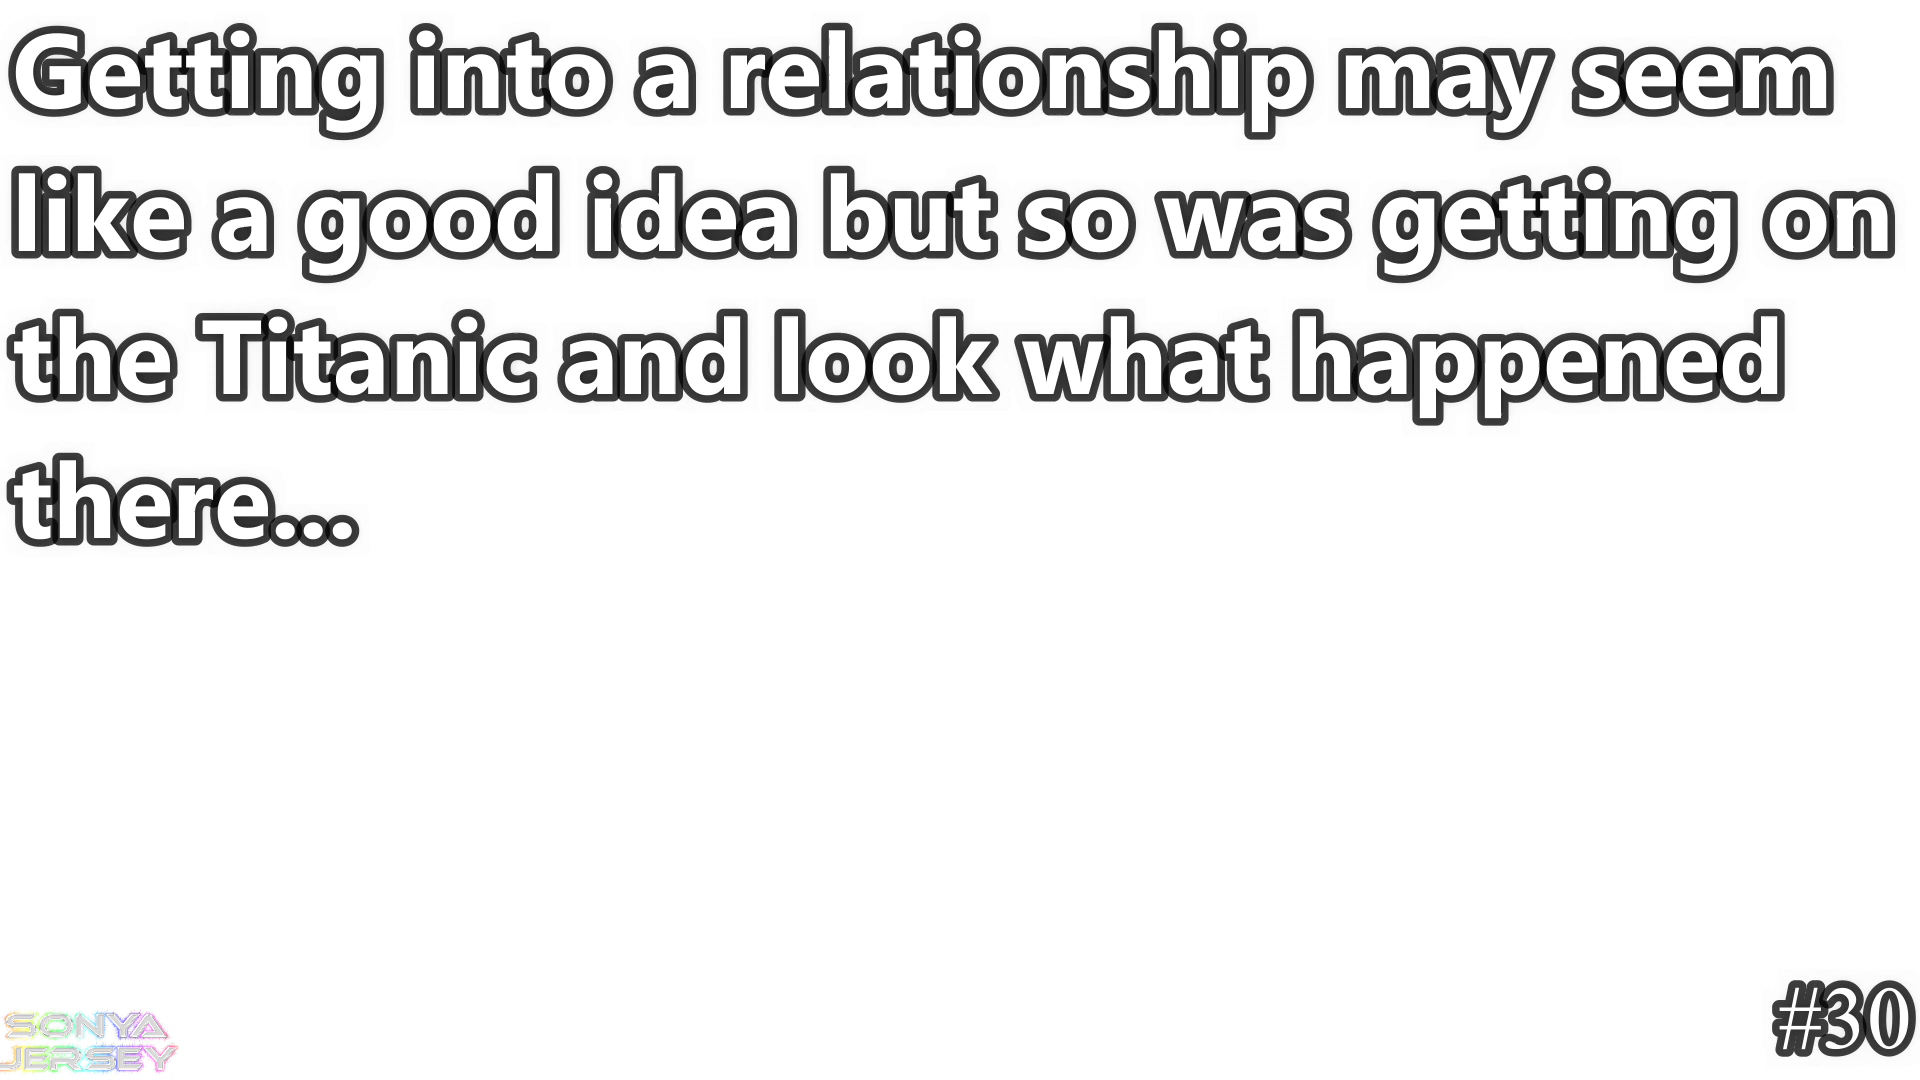 Getting into a relationship may seem
like a good idea but so was getting on
the Titanic and look what happened
there...
#30
SONYA
JERSEY